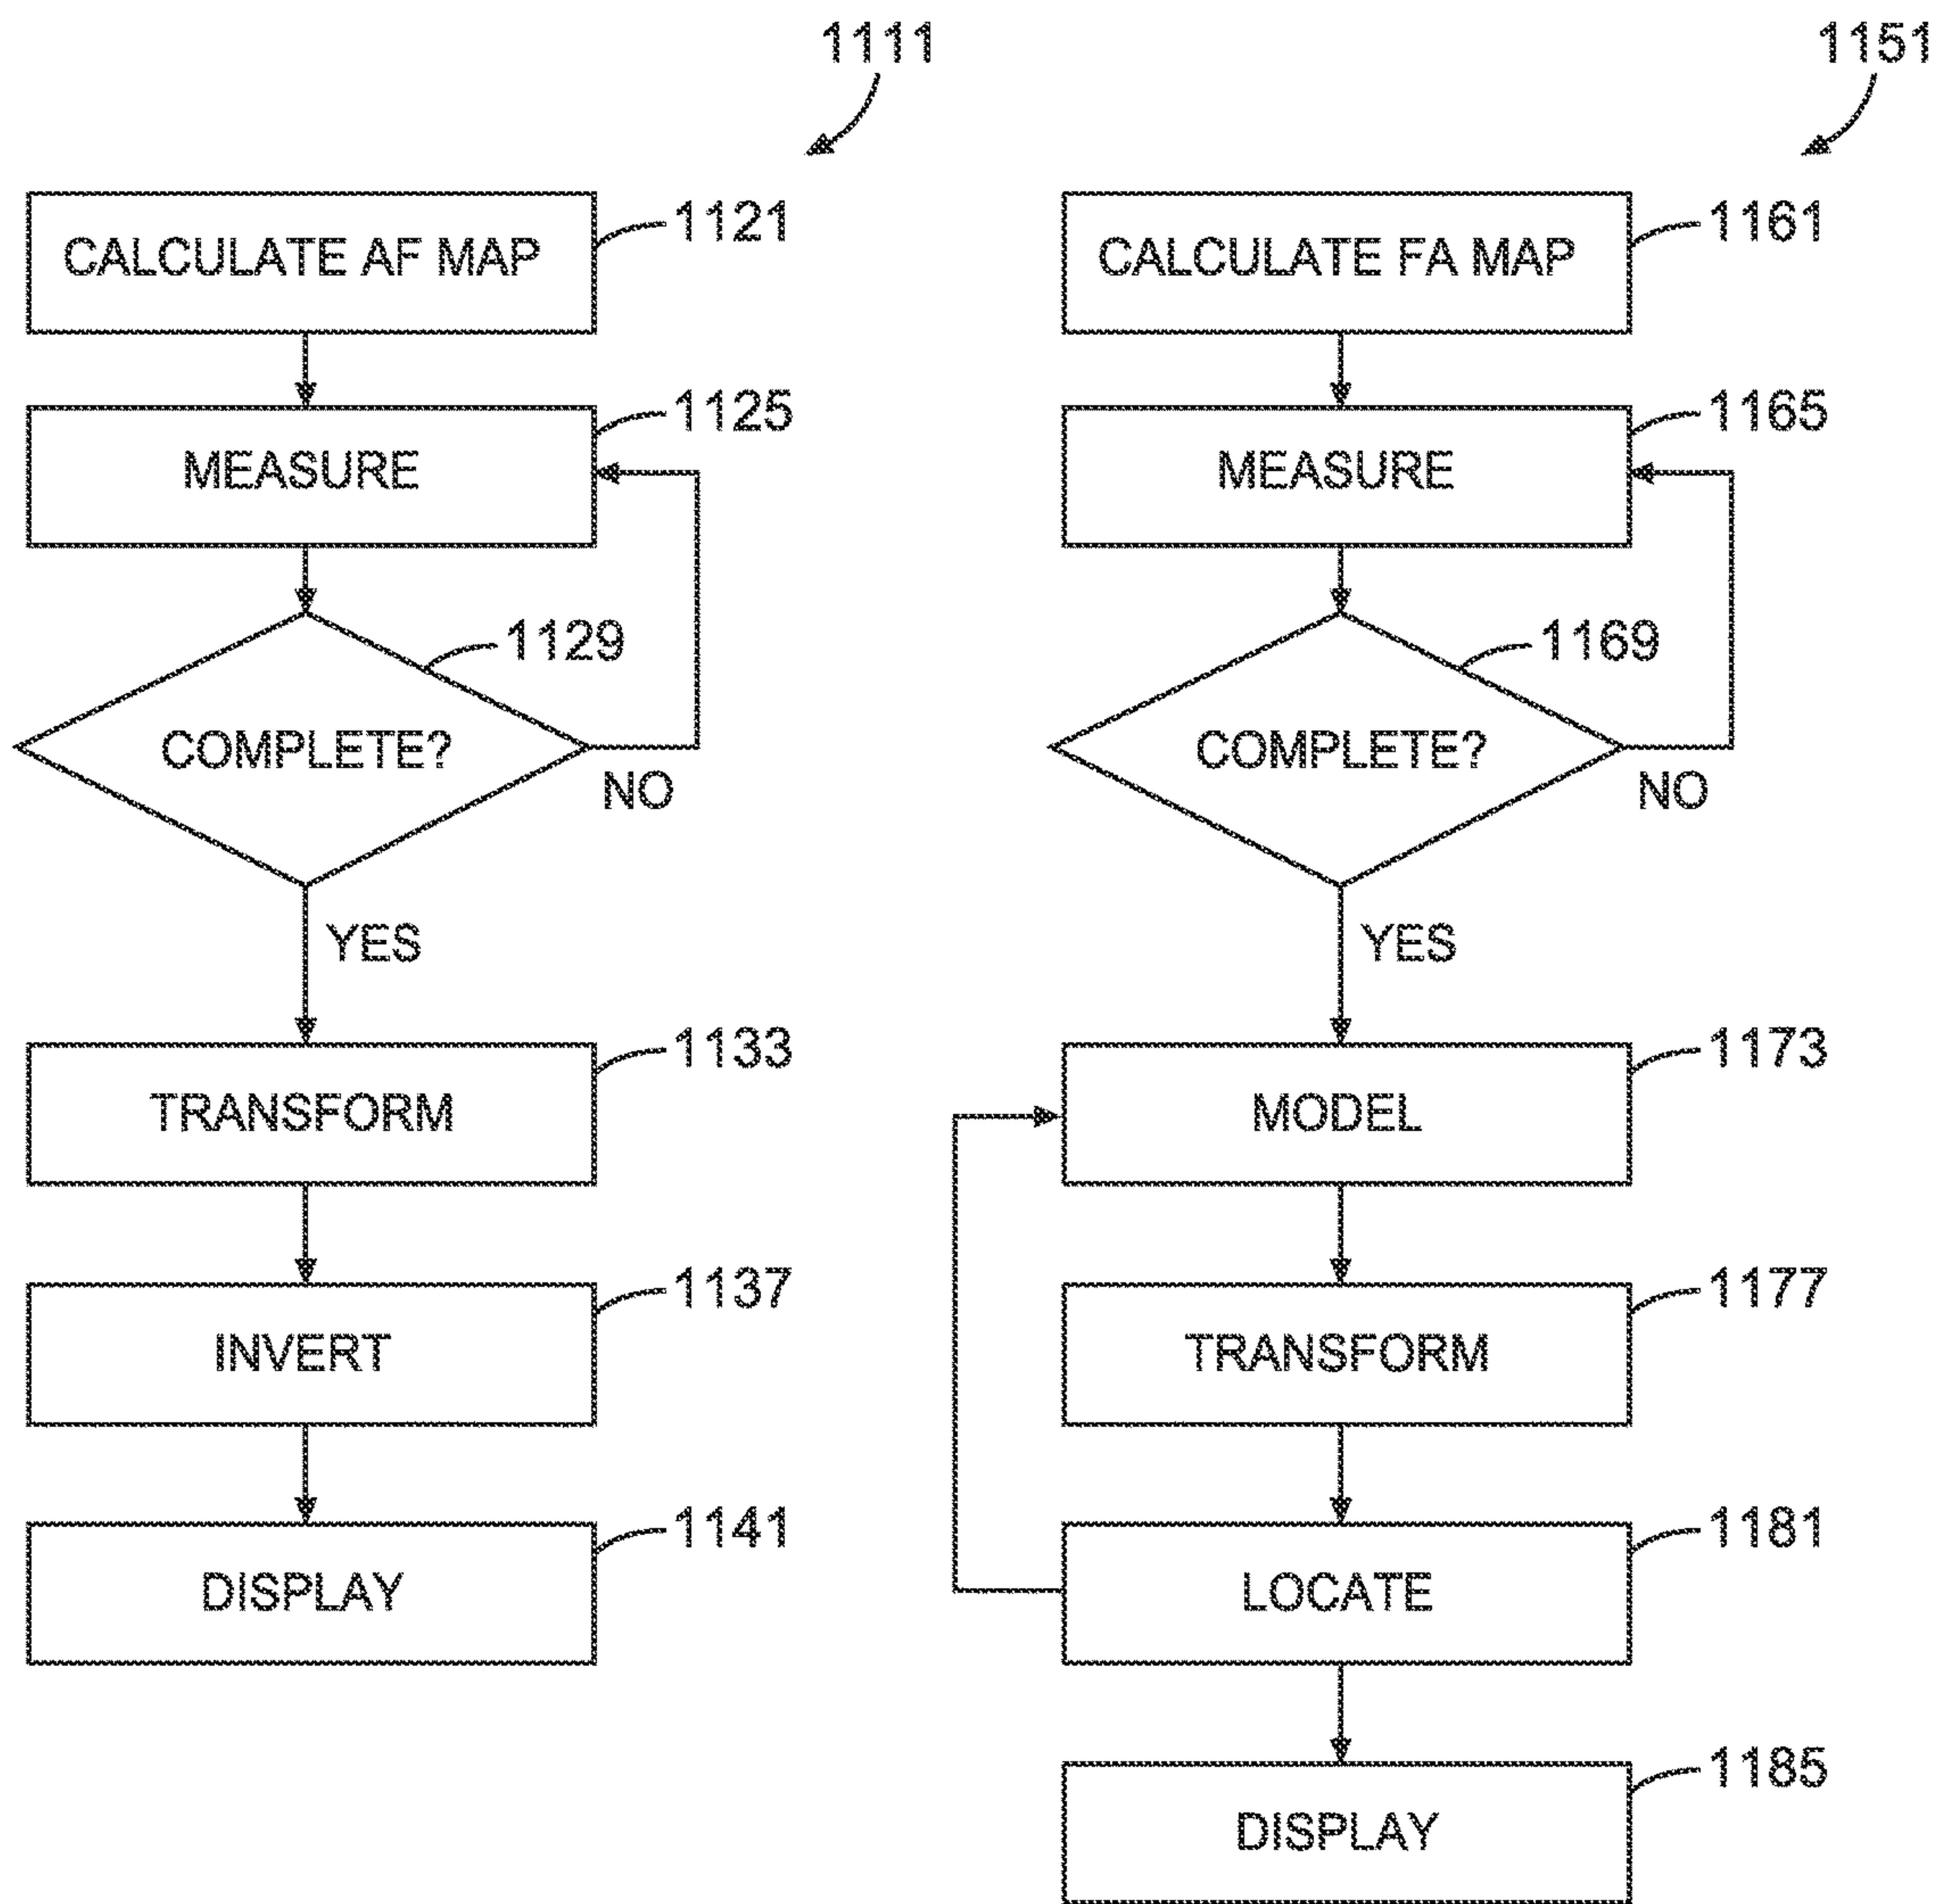 1111
CALCULATE AF MAP
1121
MEASURE
1125
COMPLETE?
1129
NO
YES
TRANSFORM
1133
INVERT
1137
DISPLAY
1141
1151
CALCULATE FA MAP
1161
MEASURE
1165
COMPLETE?
1169
NO
YES
MODEL
1173
TRANSFORM
1177
LOCATE
1181
DISPLAY
1185